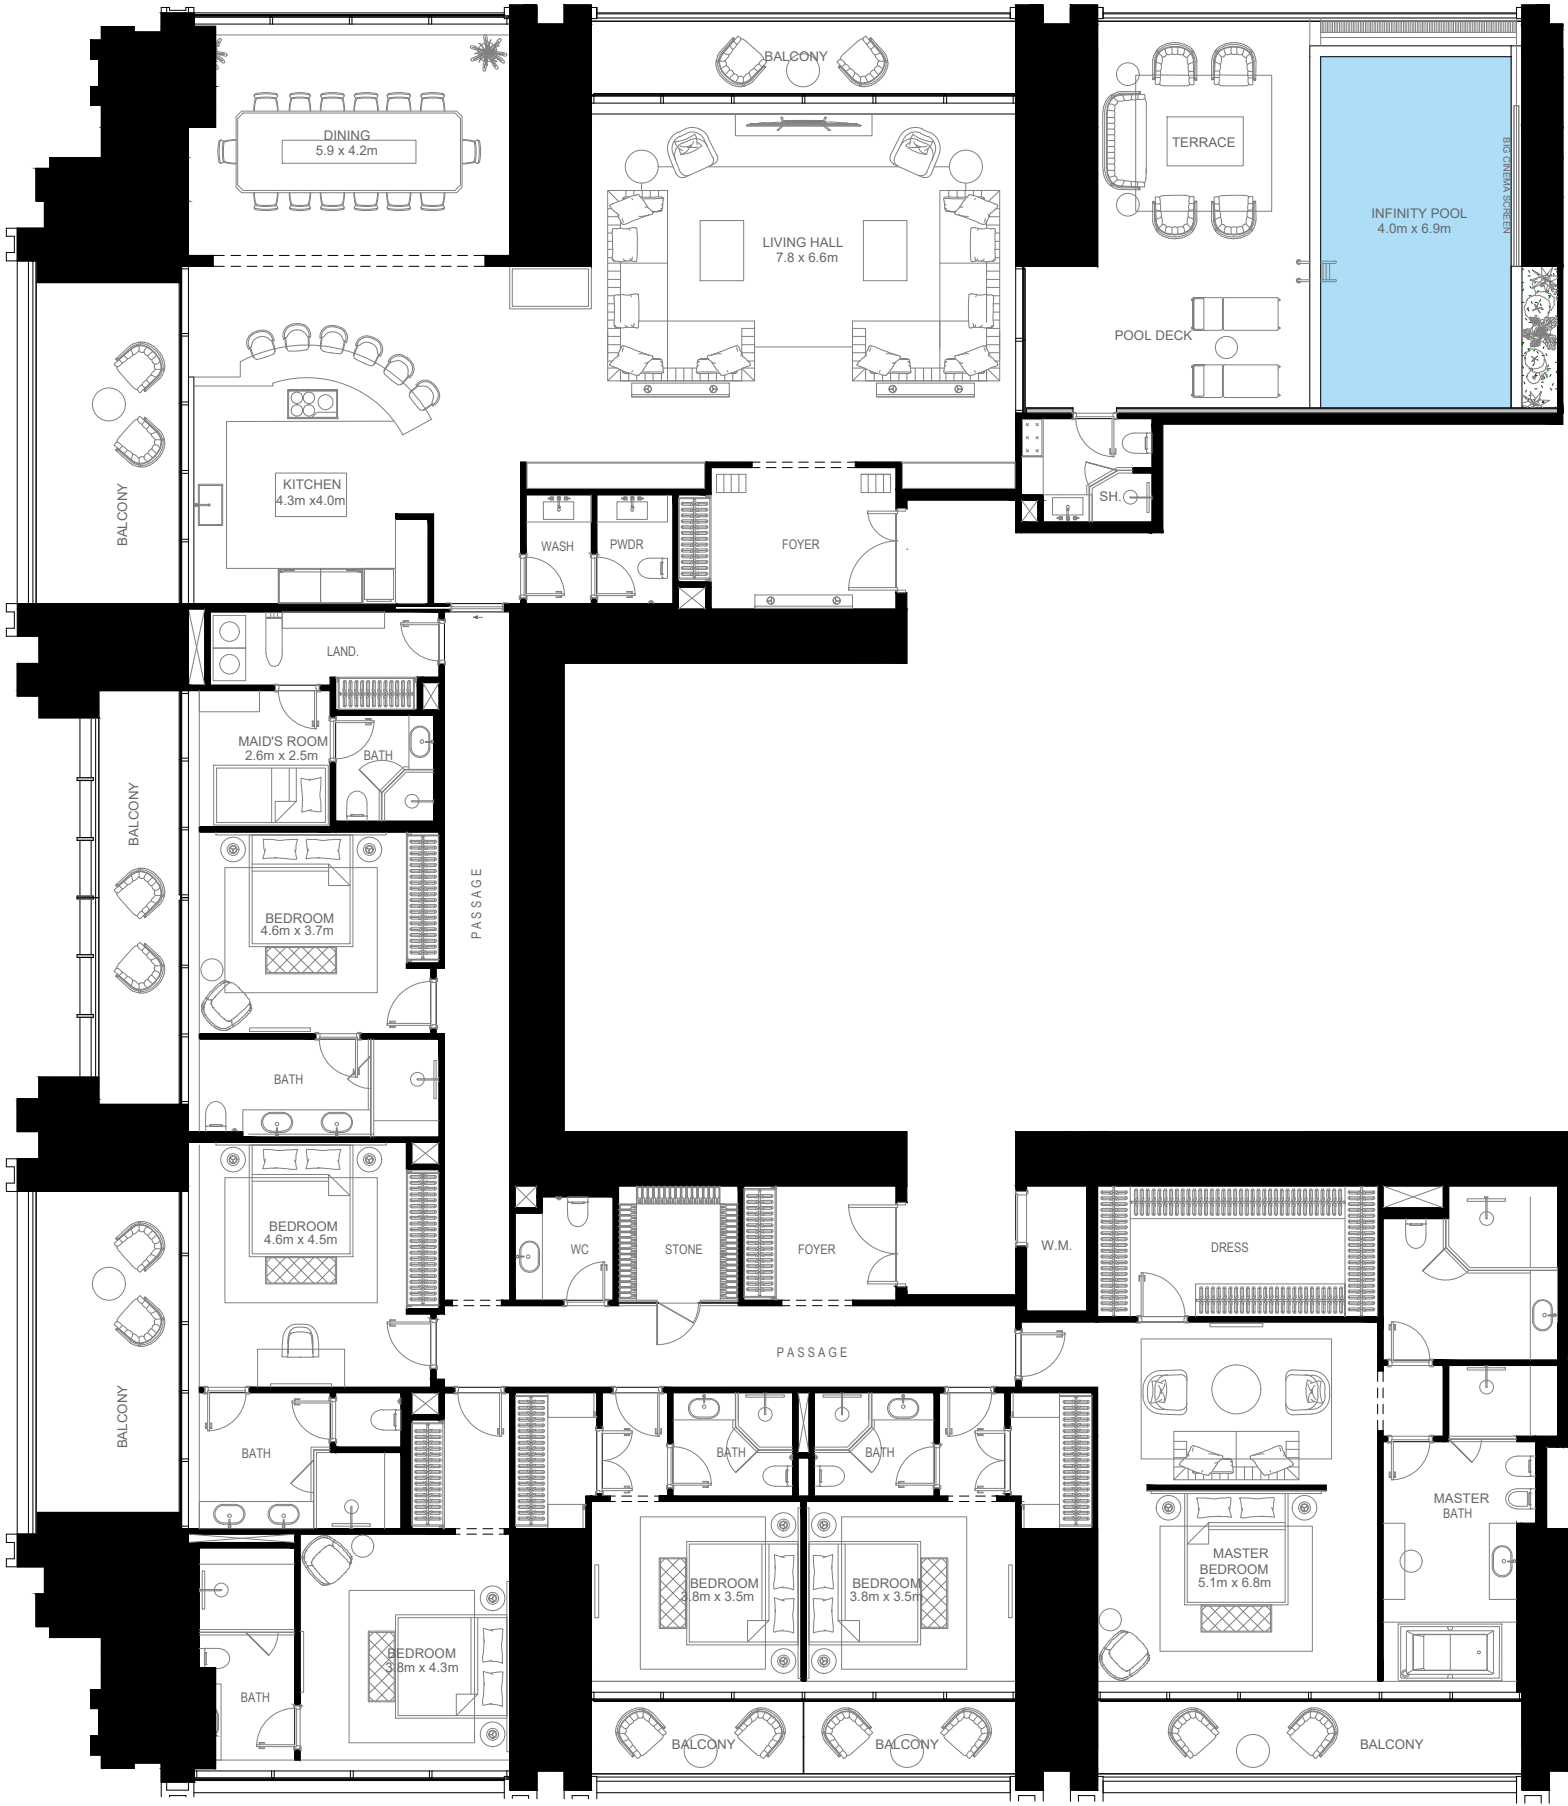 BALCONY
DINING
5.9 x 4.2m
TERRACE
BIG CINEMA SCREEN
INFINITY POOL
4.0m x 6.9m
LIVING HALL
7.8 x 6.6m
POOL DECK
BALCONY
KITCHEN
4.3m x4.0m
SH.
WASH
PWDR
FOYER
LAND.
MAID'S ROOM
2.6m x 2.5m
BATH
BALCONY
PASSAGE
BEDROOM
4.6m x 3.7m
BATH
BEDROOM
4.6m x 4.5m
WC
STONE
FOYER
W.M.
DRESS
PASSAGE
BALCONY
BATH
BATH
BATH
MASTER
BATH
BEDROOM
3.8m x 3.5m
BEDROOM
3.8m x 3.5m
MASTER
BEDROOM
5.1m x 6.8m
BEDROOM
3.8m x 4.3m
BATH
BALCONY
BALCONY
BALCONY